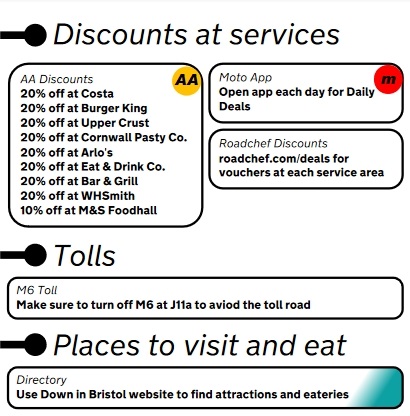 Discounts at services
AA Discounts
AA
20% off at Costa
20% off at Burger King
20% off at Upper Crust
20% off at Cornwall Pasty Co.
20% off at Arlo's
20% off at Eat & Drink Co.
20% off at Bar & Grill
20% off at WHSmith
10% off at M&S Foodhall
Moto App
m
Open app each day for Daily
Deals
Roadchef Discounts
roadchef.com/deals for
vouchers at each service area
Tolls
M6 Toll
Make sure to turn off M6 at J11a to aviod the toll road
Places to visit and eat
Directory
Use Down in Bristol website to find attractions and eateries